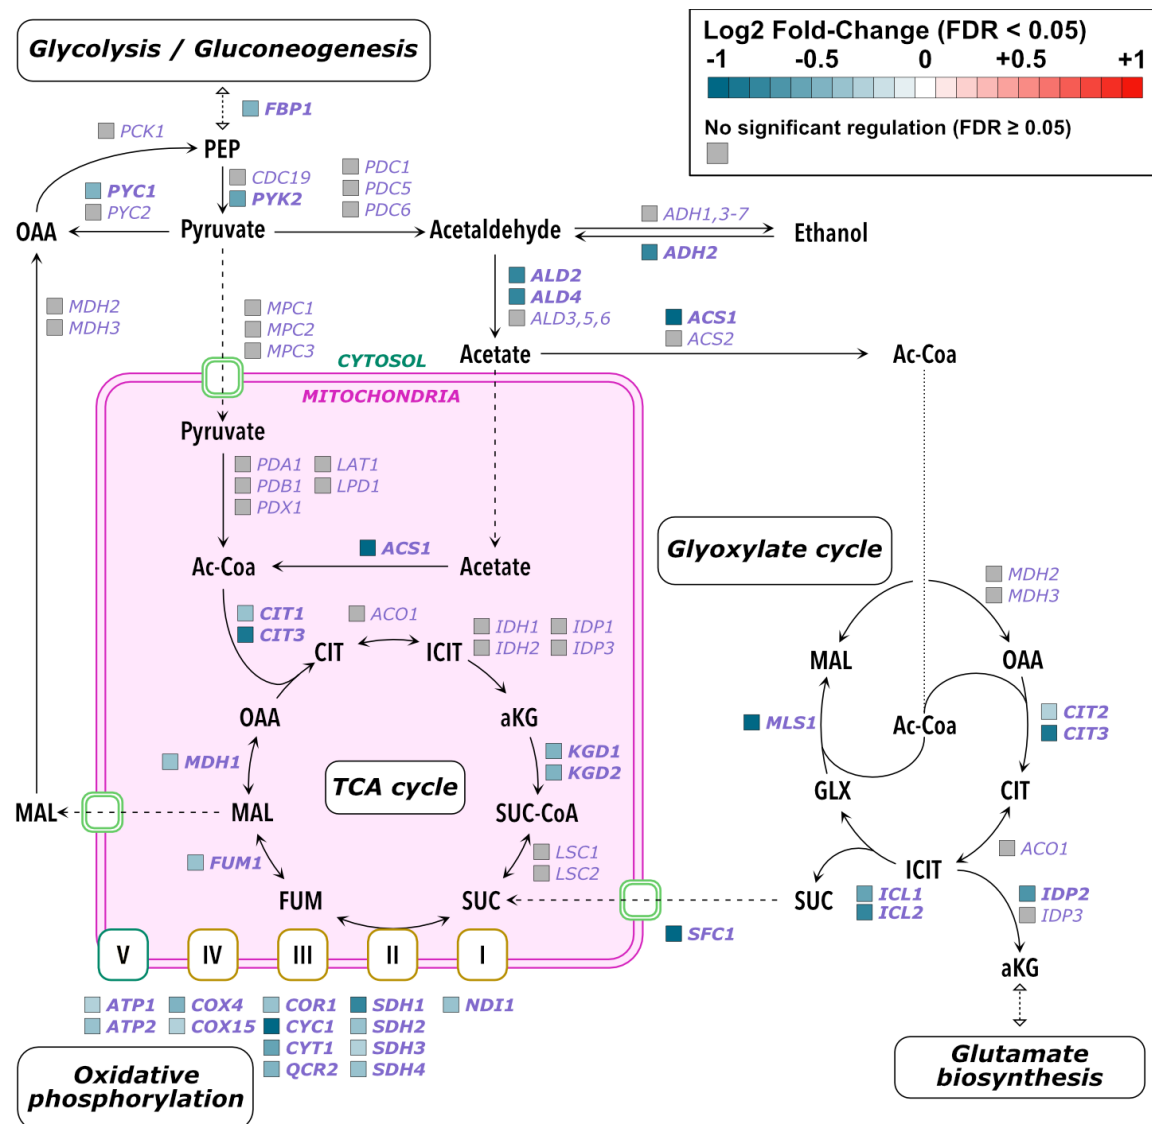 Glycolysis / Gluconeogenesis
Log2 Fold-Change (FDR < 0.05)
-1 -0.5 0 +0.5 +1
No significant regulation (FDR ≥ 0.05)
FBP1
PCK1
PEP
CDC19
PYK2
PDC1
PDC5
PDC6
PYC1
PYC2
OAA
Pyruvate
Acetaldehyde
ADH1,3-7
ADH2
Ethanol
ALD2
ALD4
ALD3,5,6
MDH2
MDH3
MPC1
MPC2
MPC3
ACS1
ACS2
CYTOSOL
Acetate
Ac-Coa
MITOCHONDRIA
Pyruvate
PDA1 LAT1
PDB1 LPD1
PDX1
ACS1
Ac-Coa
Acetate
Glyoxylate cycle
MDH2
MDH3
CIT1
CIT3
ACO1
IDH1 IDP1
IDH2 IDP3
CIT
ICIT
MAL
OAA
OAA
aKG
MLS1
Ac-Coa
CIT2
CIT3
MDH1
KGD1
KGD2
TCA cycle
GLX
CIT
MAL
MAL
SUC-CoA
FUM1
LSC1
LSC2
ACO1
ICIT
FUM
SUC
SUC
ICL1
ICL2
IDP2
IDP3
SFC1
V IV III II I
aKG
ATP1 COX4 COR1 SDH1 NDI1
ATP2 COX15 CYC1 SDH2
CYT1 SDH3
QCR2 SDH4
Oxidative
phosphorylation
Glutamate
biosynthesis